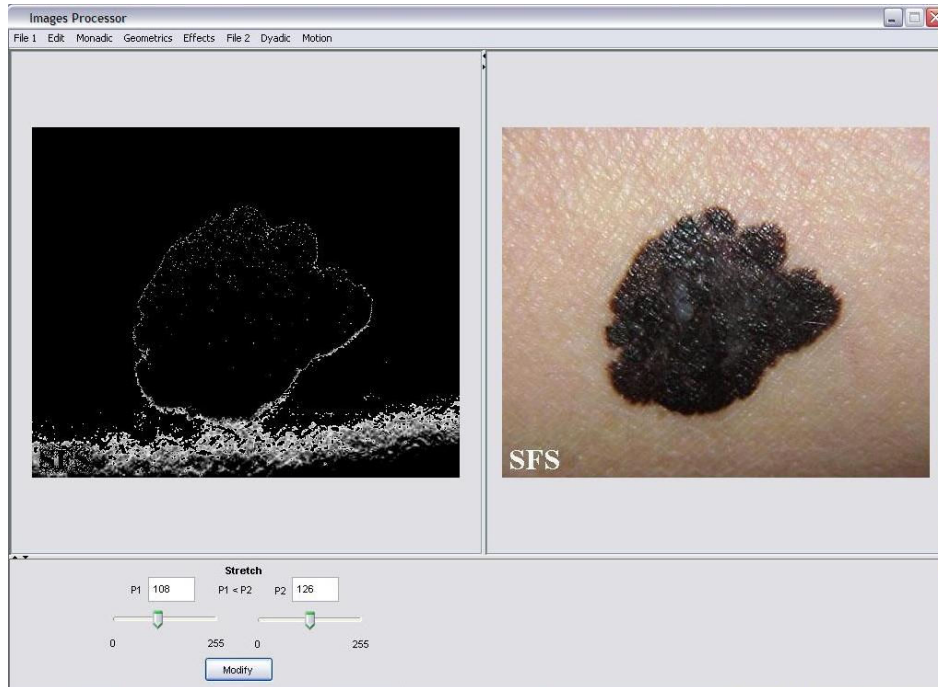 Images Processor
File 1 Edit Monadic Geometrics Effects File 2 Dyadic Motion
SFS
SFS
Stretch
P1 108 P1 < P2 P2 126
0 255 0 255
Modify